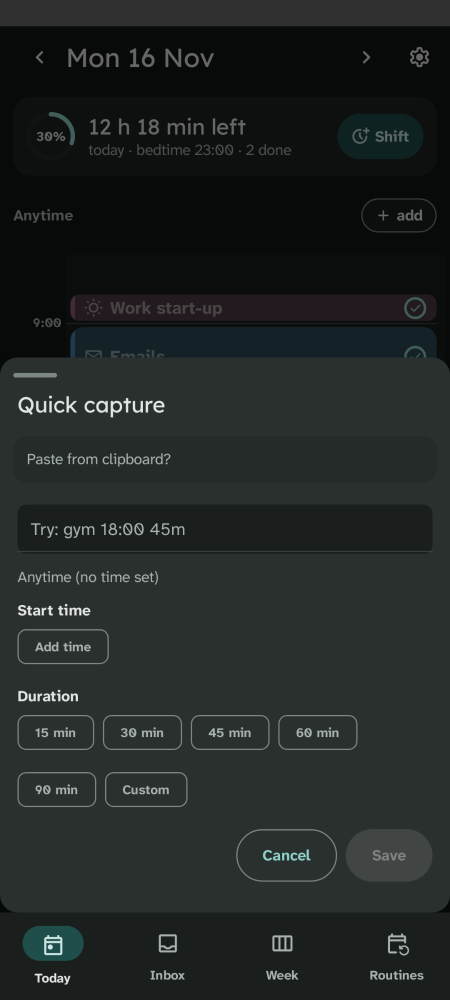 Mon 16 Nov
30%
12 h 18 min left
today · bedtime 23:00 · 2 done
Shift
Anytime
+ add
Work start-up
9:00
Emails
Quick capture
Paste from clipboard?
Try: gym 18:00 45m
Anytime (no time set)
Start time
Add time
Duration
15 min 30 min 45 min 60 min
90 min Custom
Cancel Save
Today Inbox Week Routines